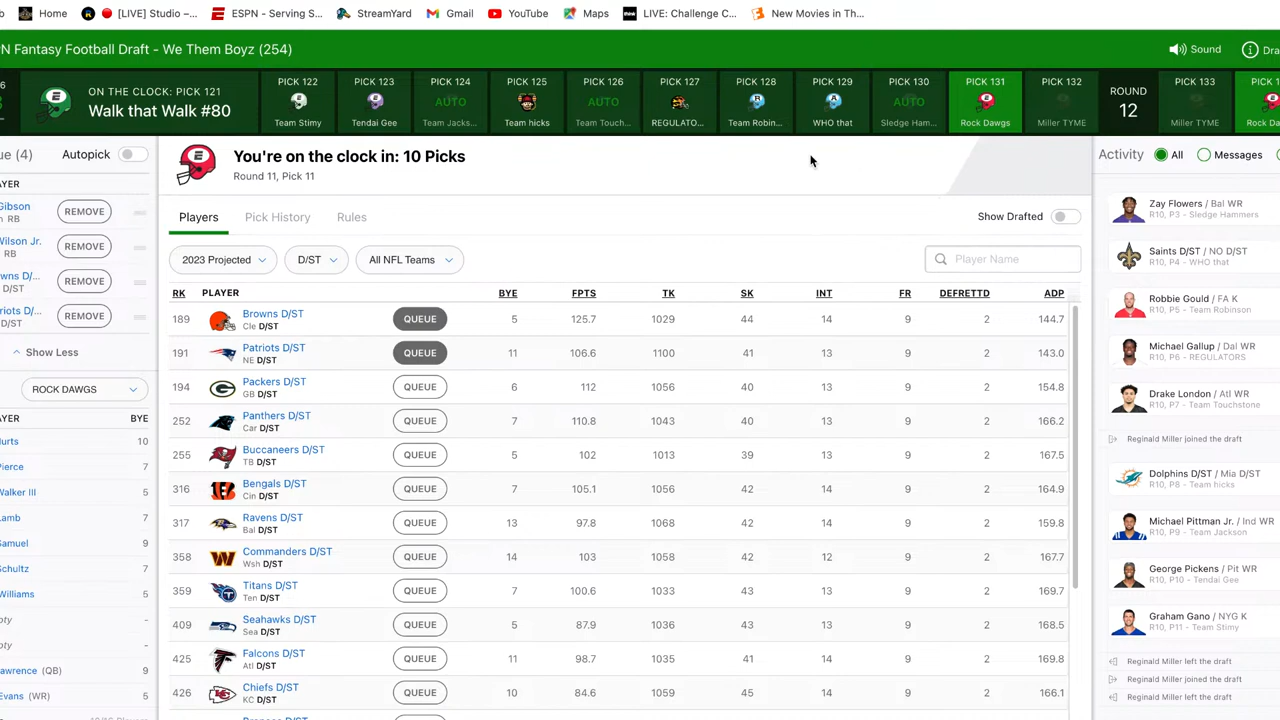 Home
[LIVE] Studio –...
ESPN - Serving S...
StreamYard
Gmail
YouTube
Maps
LIVE: Challenge C...
New Movies in Th...
N Fantasy Football Draft - We Them Boyz (254)
Sound
Dra
ON THE CLOCK: PICK 121
Walk that Walk #80
PICK 122
Team Stimy
PICK 123
Tendai Gee
PICK 124
AUTO
Team Jacks...
PICK 125
Team hicks
PICK 126
AUTO
Team Touch...
PICK 127
REGULATO...
PICK 128
Team Robin...
PICK 129
WHO that
PICK 130
AUTO
Sledge Ham...
PICK 131
Rock Dawgs
PICK 132
Miller TYME
ROUND
12
PICK 133
Miller TYME
PICK 1
Rock Da
ue (4)
Autopick
AYER
Gibson
RB
REMOVE
Wilson Jr.
RB
REMOVE
wns D/...
D/ST
REMOVE
riots D/...
D/ST
REMOVE
Show Less
ROCK DAWGS
AYER BYE
urts 10
Pierce 7
Walker III 5
amb 7
Samuel 9
Schultz 7
Williams 5
pty -
pty -
awrence (QB) 9
Evans (WR) 5
You're on the clock in: 10 Picks
Round 11, Pick 11
Players
Pick History
Rules
Show Drafted
2023 Projected
D/ST
All NFL Teams
Player Name
RK PLAYER BYE FPTS TK SK INT FR DEFRETTD ADP
189 Browns D/ST Cle D/ST QUEUE 5 125.7 1029 44 14 9 2 144.7
191 Patriots D/ST NE D/ST QUEUE 11 106.6 1100 41 13 9 2 143.0
194 Packers D/ST GB D/ST QUEUE 6 112 1056 40 13 9 2 154.8
252 Panthers D/ST Car D/ST QUEUE 7 110.8 1043 40 13 9 2 166.2
255 Buccaneers D/ST TB D/ST QUEUE 5 102 1013 39 13 9 2 167.5
316 Bengals D/ST Cin D/ST QUEUE 7 105.1 1056 42 14 9 2 164.9
317 Ravens D/ST Bal D/ST QUEUE 13 97.8 1068 42 14 9 2 159.8
358 Commanders D/ST Wsh D/ST QUEUE 14 103 1058 42 12 9 2 167.7
359 Titans D/ST Ten D/ST QUEUE 7 100.6 1033 43 13 9 2 169.7
409 Seahawks D/ST Sea D/ST QUEUE 5 87.9 1036 43 13 9 2 168.5
425 Falcons D/ST Atl D/ST QUEUE 11 98.7 1035 41 14 9 2 169.8
426 Chiefs D/ST KC D/ST QUEUE 10 84.6 1059 45 14 9 2 166.1
Activity
All
Messages
Zay Flowers / Bal WR
R10, P3 - Sledge Hammers
Saints D/ST / NO D/ST
R10, P4 - WHO that
Robbie Gould / FA K
R10, P5 - Team Robinson
Michael Gallup / Dal WR
R10, P6 - REGULATORS
Drake London / Atl WR
R10, P7 - Team Touchstone
Reginald Miller joined the draft
Dolphins D/ST / Mia D/ST
R10, P8 - Team hicks
Michael Pittman Jr. / Ind WR
R10, P9 - Team Jackson
George Pickens / Pit WR
R10, P10 - Tendai Gee
Graham Gano / NYG K
R10, P11 - Team Stimy
Reginald Miller left the draft
Reginald Miller joined the draft
Reginald Miller left the draft